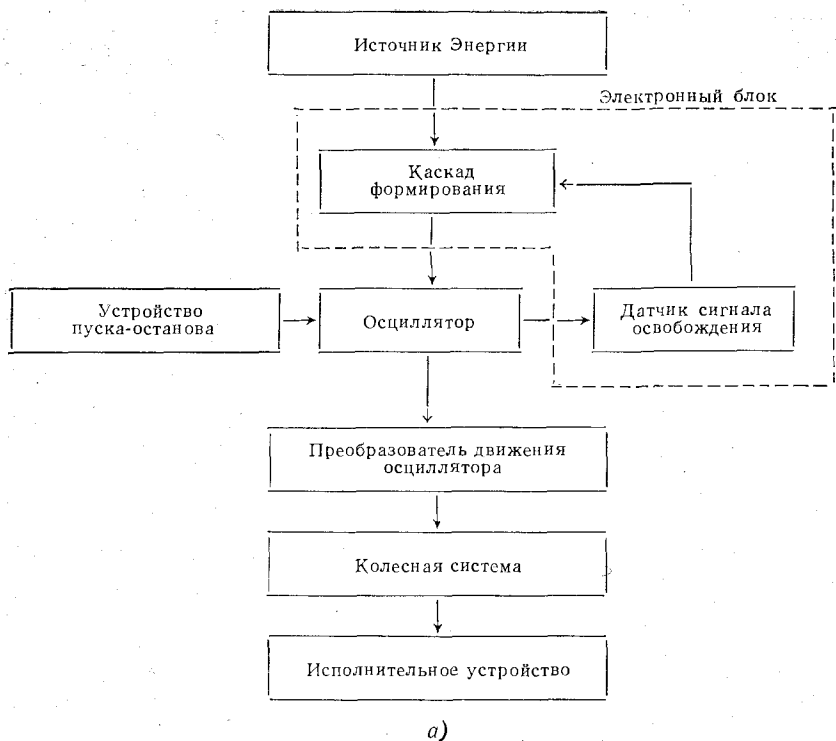 Источник Энергии
Электронный блок
Каскад
формирования
Устройство
пуска-останова
Осциллятор
Датчик сигнала
освобождения
Преобразователь движения
осциллятора
Колесная система
Исполнительное устройство
а)